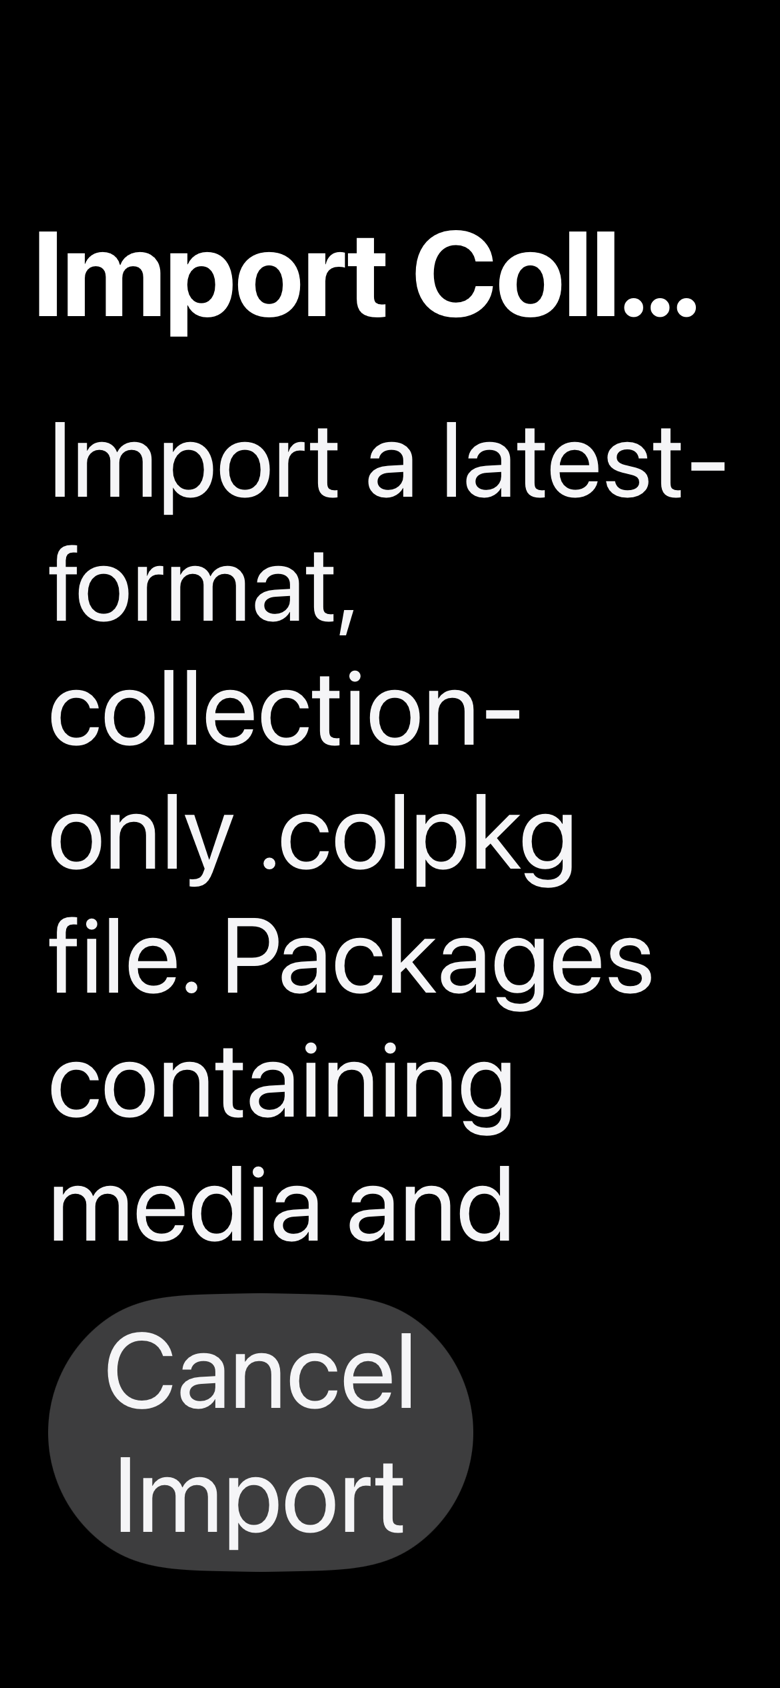 Import Coll...
Import a latest-
format,
collection-
only .colpkg
file. Packages
containing
media and
Cancel
Import